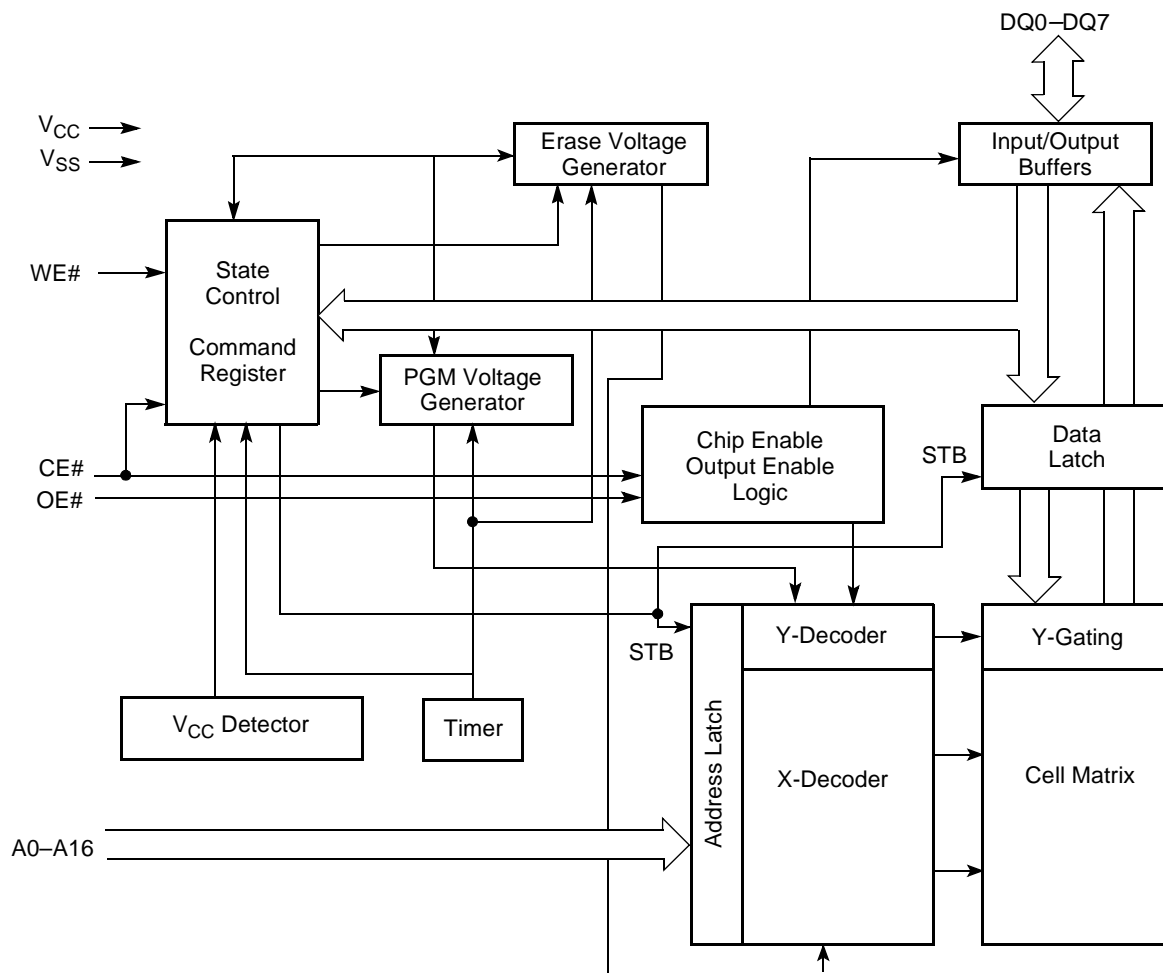 DQ0–DQ7
VCC
VSS
Erase Voltage
Generator
Input/Output
Buffers
WE#
State
Control
Command
Register
PGM Voltage
Generator
CE#
OE#
Chip Enable
Output Enable
Logic
STB
Data
Latch
STB
Y-Decoder
Y-Gating
VCC Detector
Timer
Address Latch
X-Decoder
Cell Matrix
A0–A16